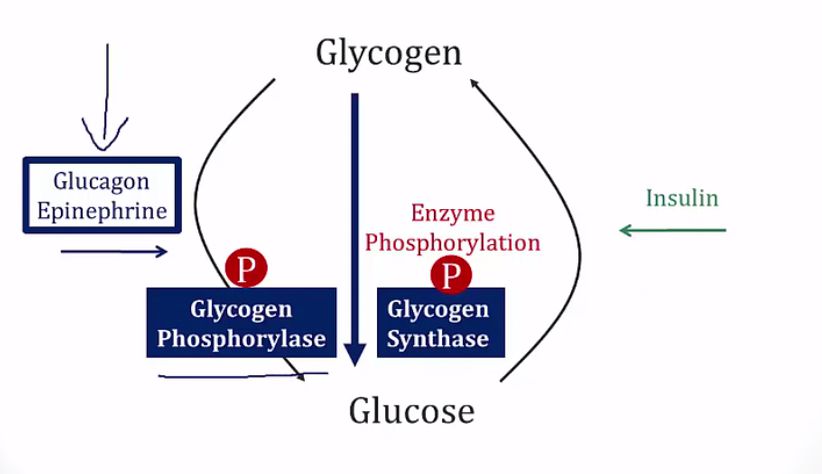 Glycogen
Glucagon
Epinephrine
Insulin
Enzyme
Phosphorylation
P
P
Glycogen
Phosphorylase
Glycogen
Synthase
Glucose